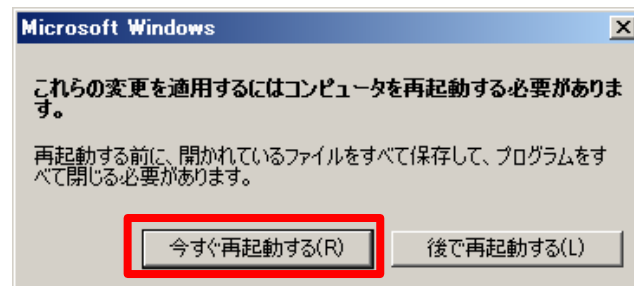 Microsoft Windows
これらの変更を適用するにはコンピュータを再起動する必要がありま
す。
再起動する前に、開かれているファイルをすべて保存して、プログラムをす
べて閉じる必要があります。
今すぐ再起動する(R)
後で再起動する(L)